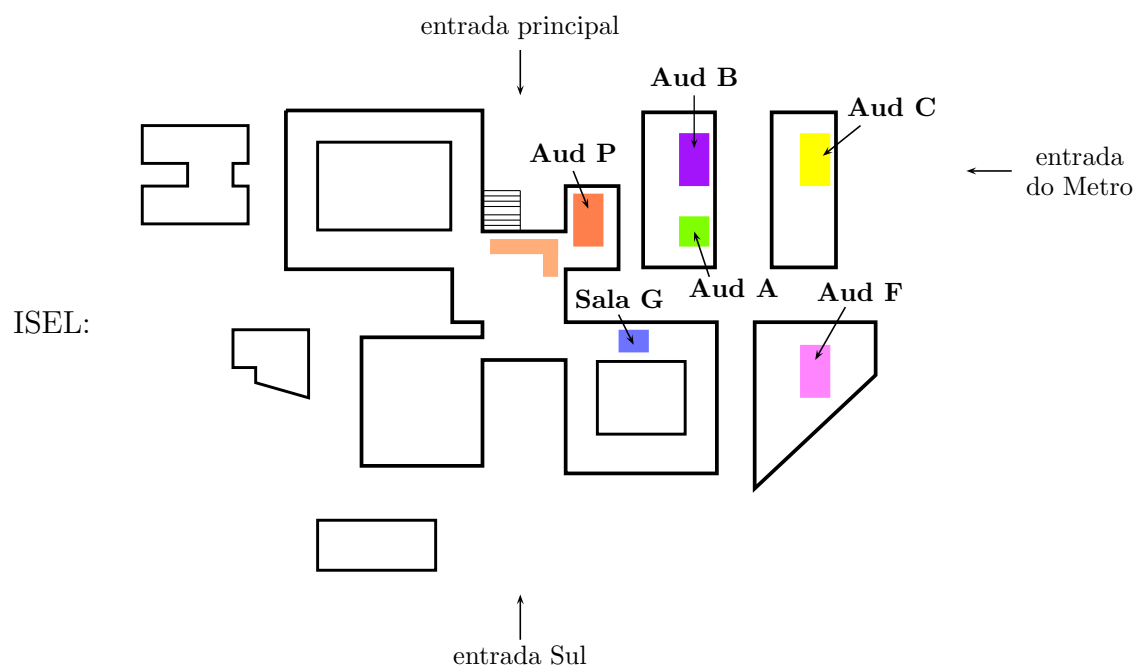 entrada principal
Aud B
Aud C
Aud P
entrada
do Metro
Aud A
Sala G
Aud F
ISEL:
entrada Sul